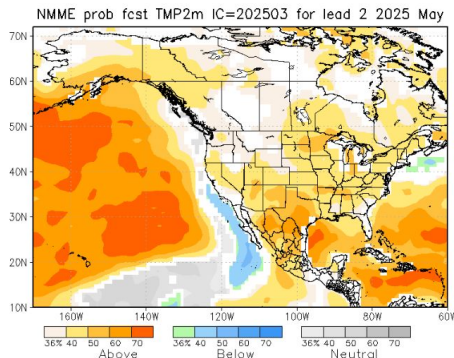 NMME prob fcst TMP2m IC=202503 for lead 2 2025 May
70N
60N
50N
40N
30N
20N
10N
160W
140W
120W
100W
80W
60W
36% 40 50 60 70
36% 40 50 60 70
36% 40 50 60 70
Above
Below
Neutral